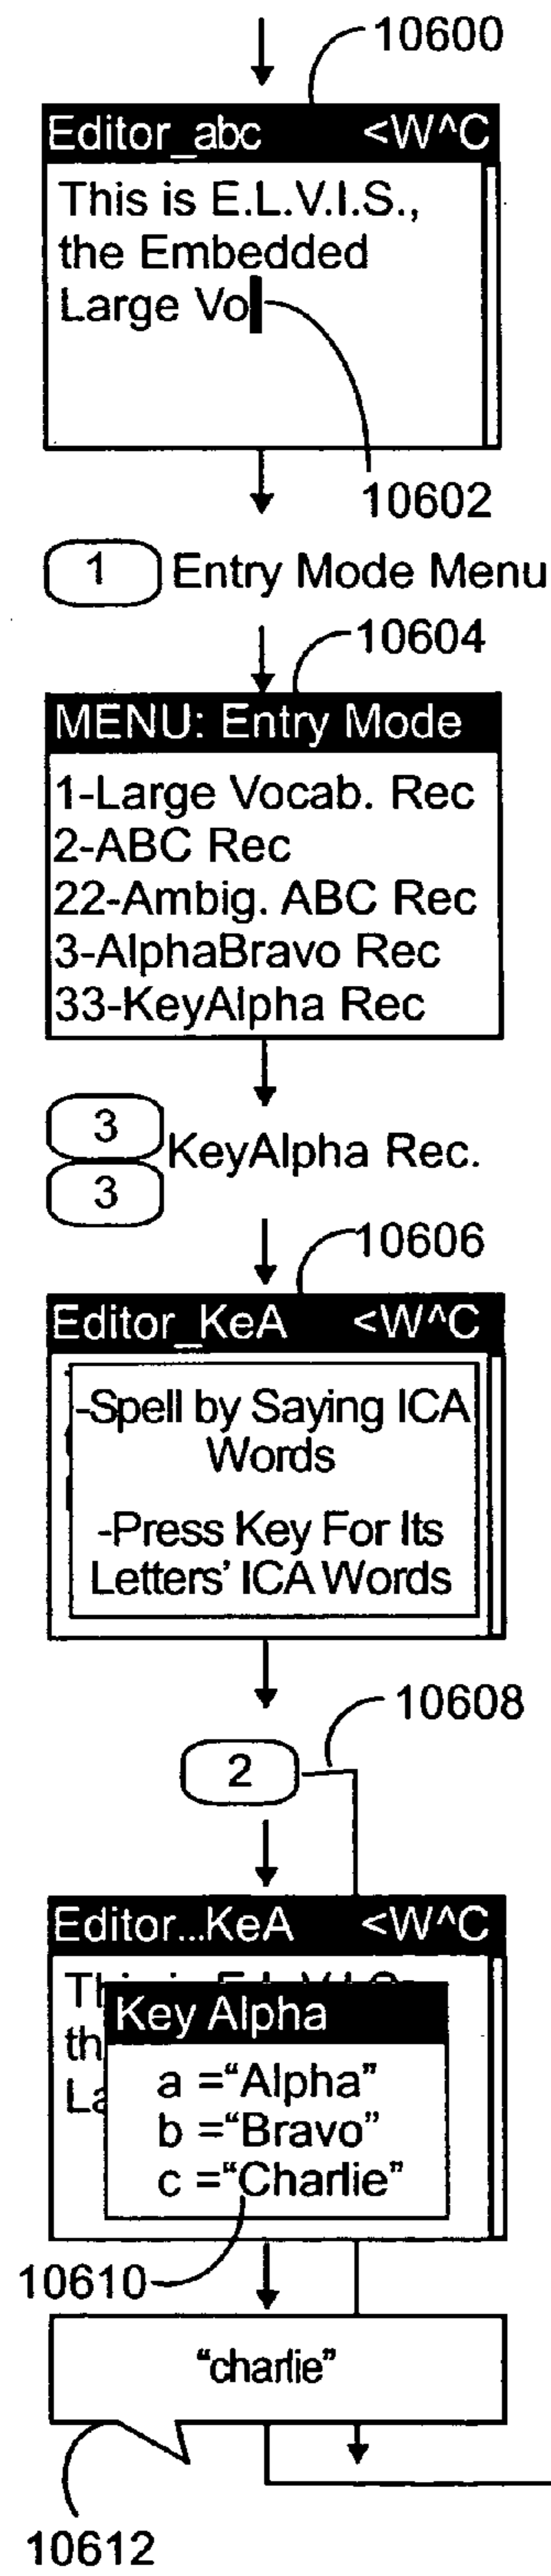 10600
Editor_abc <W^C
This is E.L.V.I.S.,
the Embedded
Large Vo
10602
1 Entry Mode Menu
10604
MENU: Entry Mode
1-Large Vocab. Rec
2-ABC Rec
22-Ambig. ABC Rec
3-AlphaBravo Rec
33-KeyAlpha Rec
3
KeyAlpha Rec.
3
10606
Editor_KeA <W^C
-Spell by Saying ICA
Words
-Press Key For Its
Letters' ICA Words
10608
2
Editor...KeA <W^C
Th
Key Alpha
th
a ="Alpha"
La
b ="Bravo"
c ="Charlie"
10610
"charlie"
10612